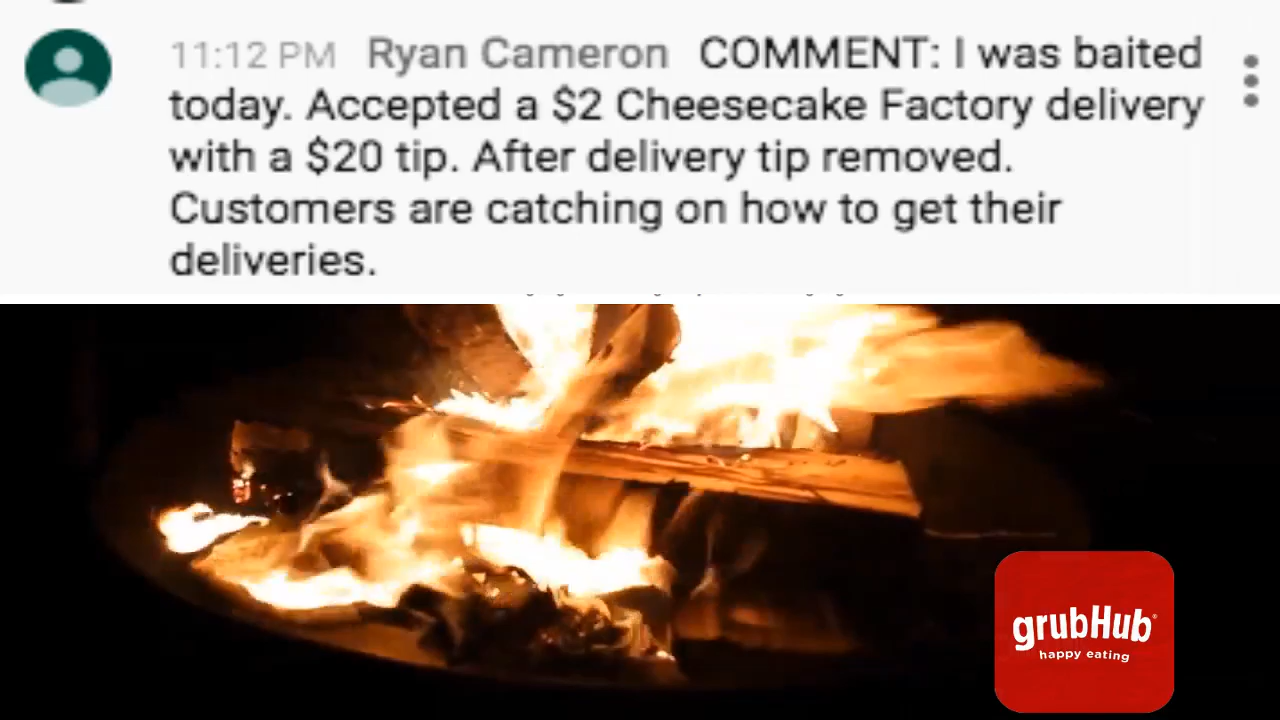 11:12 PM Ryan Cameron COMMENT: I was baited
today. Accepted a $2 Cheesecake Factory delivery
with a $20 tip. After delivery tip removed.
Customers are catching on how to get their
deliveries.
grubHub®
happy eating